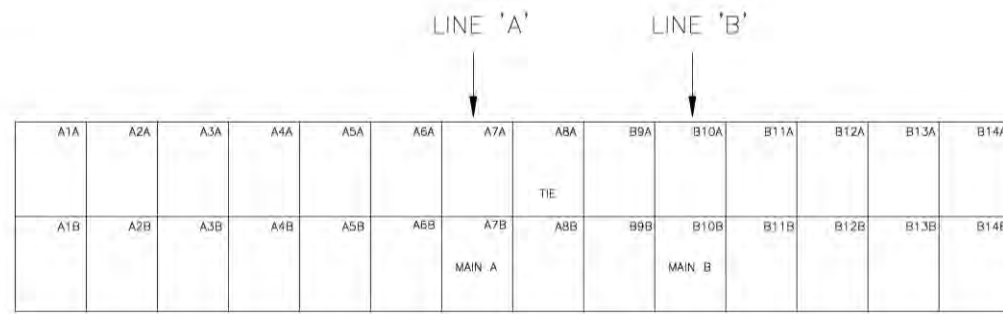 LINE 'A' LINE 'B'
A1A A2A A3A A4A A5A A6A A7A A8A B9A B10A B11A B12A B13A B14A
TIE
A1B A2B A3B A4B A5B A6B A7B A8B B9B B10B B11B B12B B13B B14B
MAIN A MAIN B